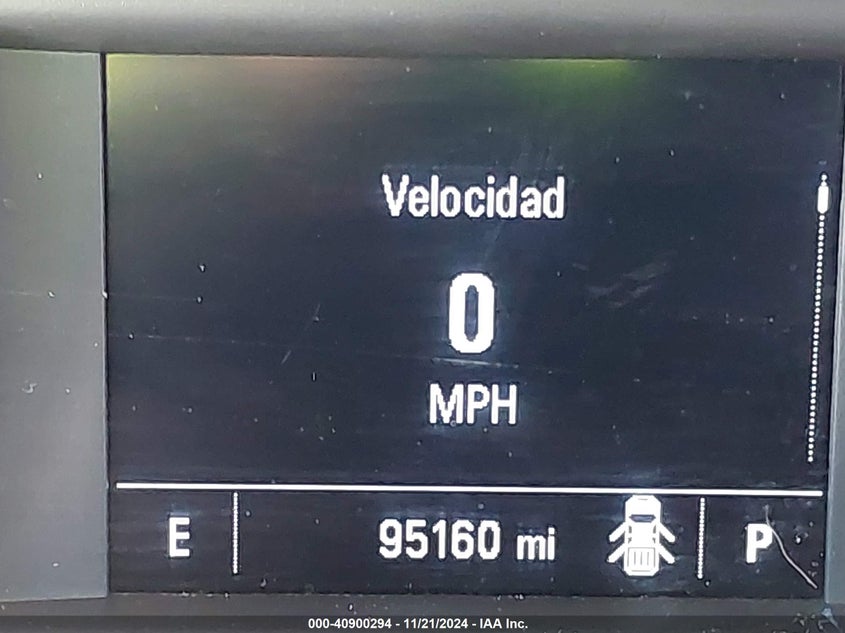 Velocidad
0
MPH
E 95160 mi P
000-40900294 - 11/21/2024 - IAA Inc.